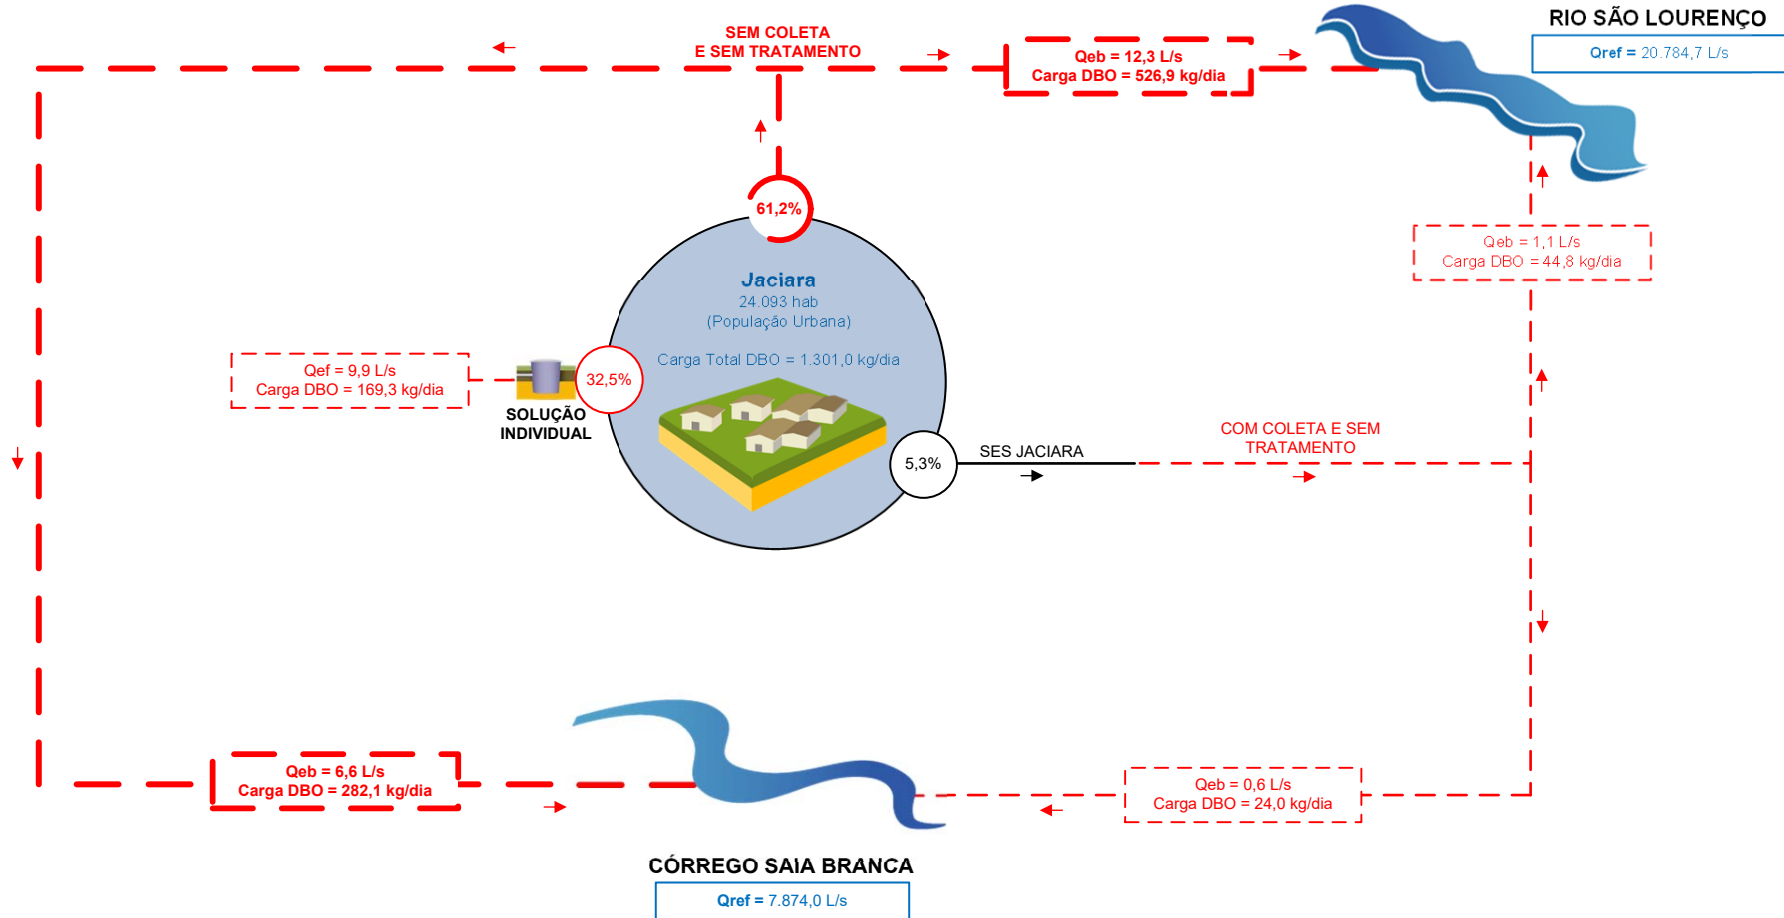 RIO SÃO LOURENÇO
Qref = 20.784,7 L/s
SEM COLETA
E SEM TRATAMENTO
Qeb = 12,3 L/s
Carga DBO = 526,9 kg/dia
61,2%
Qeb = 1,1 L/s
Carga DBO = 44,8 kg/dia
Jaciara
24.093 hab
(População Urbana)
Carga Total DBO = 1.301,0 kg/dia
Qef = 9,9 L/s
Carga DBO = 169,3 kg/dia
32,5%
SOLUÇÃO
INDIVIDUAL
5,3%
SES JACIARA
COM COLETA E SEM
TRATAMENTO
Qeb = 6,6 L/s
Carga DBO = 282,1 kg/dia
Qeb = 0,6 L/s
Carga DBO = 24,0 kg/dia
CÓRREGO SAIA BRANCA
Qref = 7.874,0 L/s